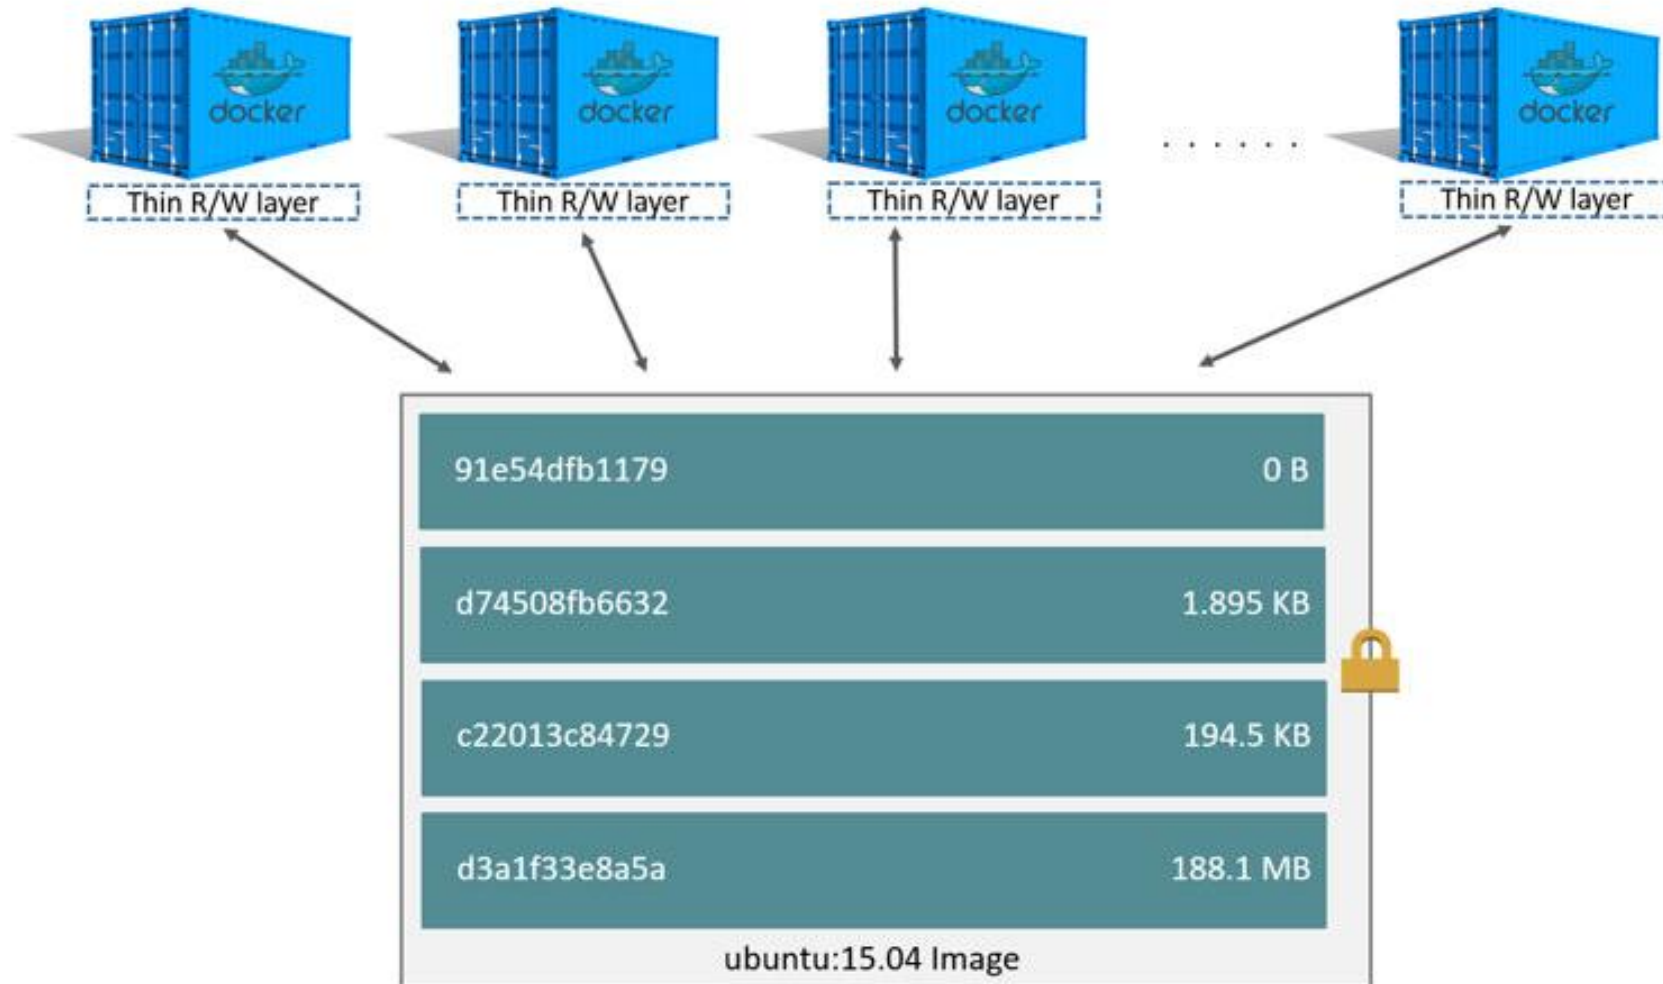 docker docker docker docker
Thin R/W layer Thin R/W layer Thin R/W layer . . . . . . Thin R/W layer
91e54dfb1179 0 B
d74508fb6632 1.895 KB
c22013c84729 194.5 KB
d3a1f33e8a5a 188.1 MB
ubuntu:15.04 Image